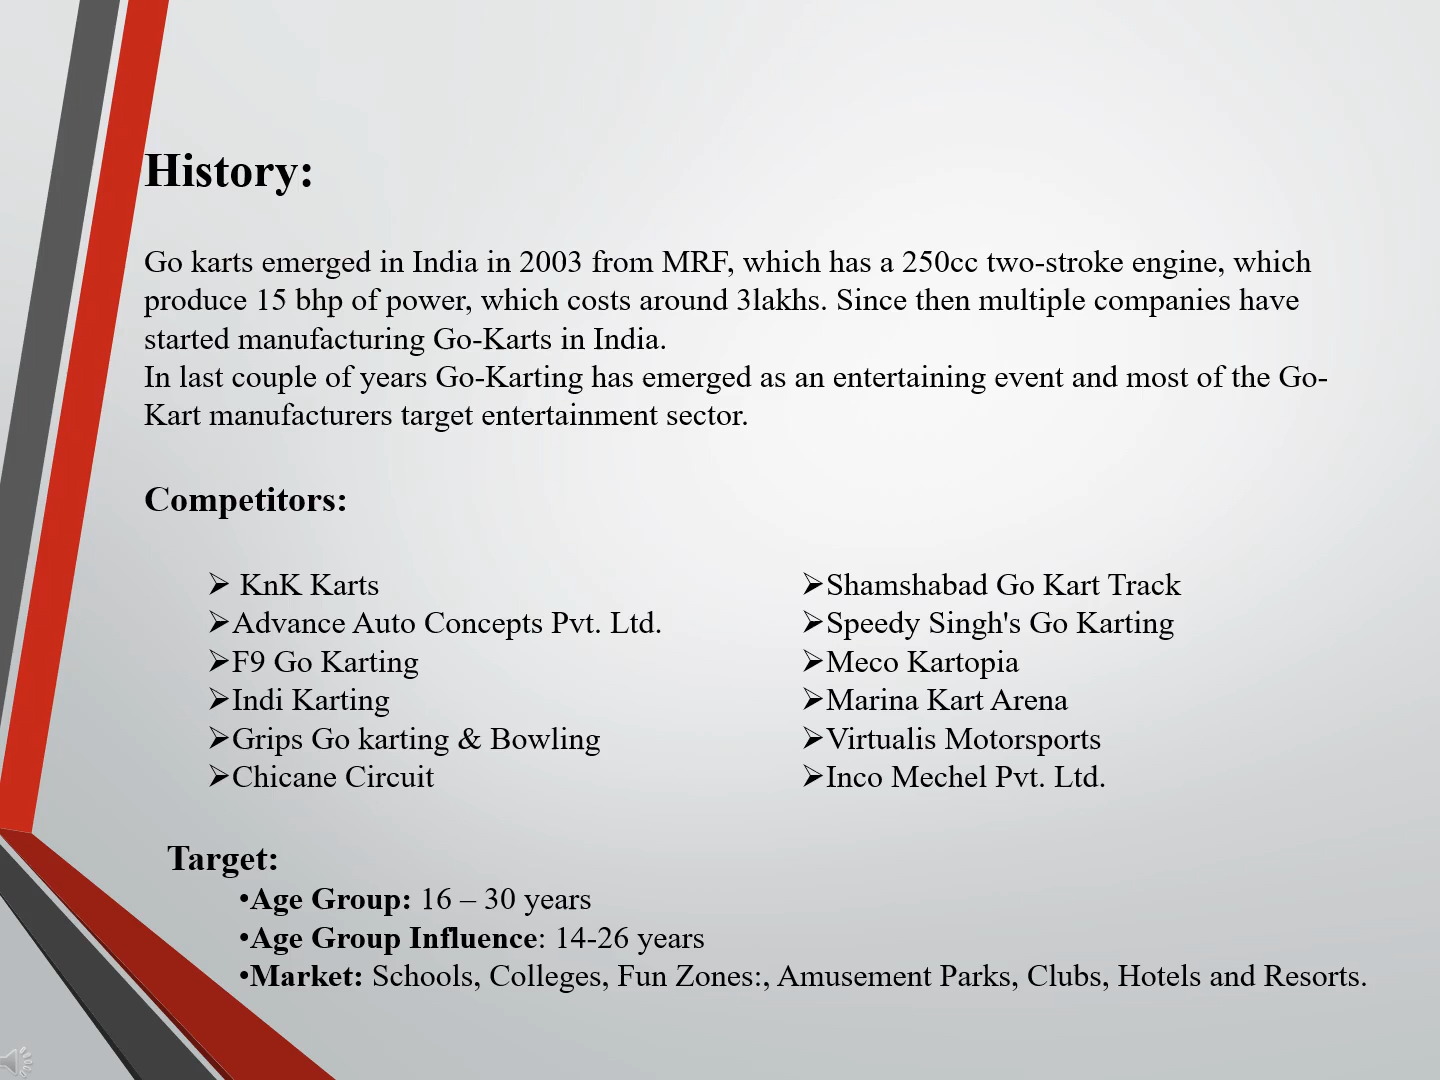 History:
Go karts emerged in India in 2003 from MRF, which has a 250cc two-stroke engine, which
produce 15 bhp of power, which costs around 3lakhs. Since then multiple companies have
started manufacturing Go-Karts in India.
In last couple of years Go-Karting has emerged as an entertaining event and most of the Go-
Kart manufacturers target entertainment sector.
Competitors:
➢ KnK Karts
➢Advance Auto Concepts Pvt. Ltd.
➢F9 Go Karting
➢Indi Karting
➢Grips Go karting & Bowling
➢Chicane Circuit
➢Shamshabad Go Kart Track
➢Speedy Singh's Go Karting
➢Meco Kartopia
➢Marina Kart Arena
➢Virtualis Motorsports
➢Inco Mechel Pvt. Ltd.
Target:
•Age Group: 16 – 30 years
•Age Group Influence: 14-26 years
•Market: Schools, Colleges, Fun Zones:, Amusement Parks, Clubs, Hotels and Resorts.